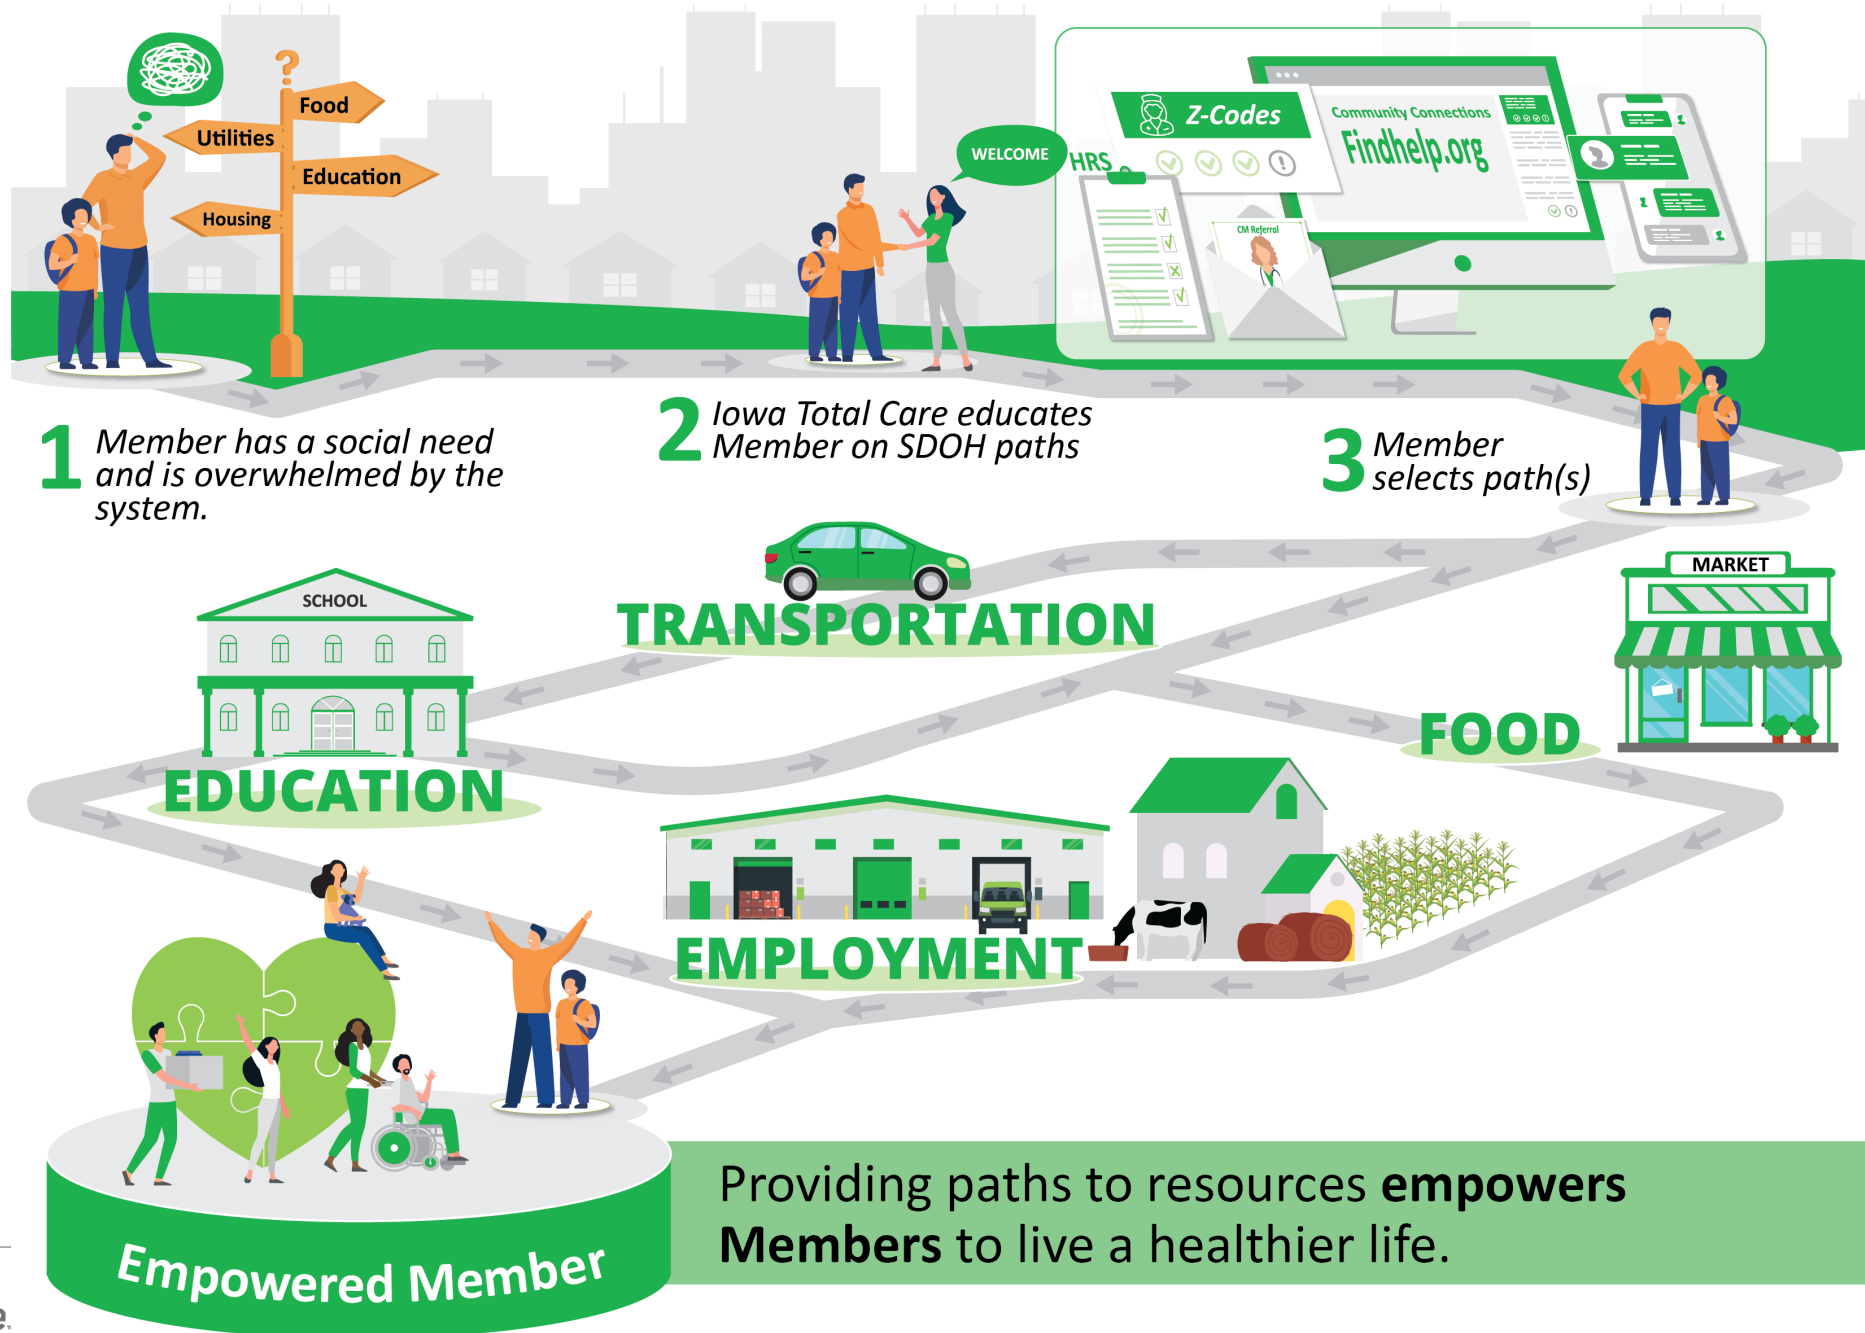 ?
Food
Utilities
Education
Housing
WELCOME
HRS
Z-Codes
Community Connections
Findhelp.org
CM Referral
1 Member has a social need
and is overwhelmed by the
system.
2 Iowa Total Care educates
Member on SDOH paths
3 Member
selects path(s)
MARKET
SCHOOL
TRANSPORTATION
FOOD
EDUCATION
EMPLOYMENT
Providing paths to resources empowers
Members to live a healthier life.
Empowered Member